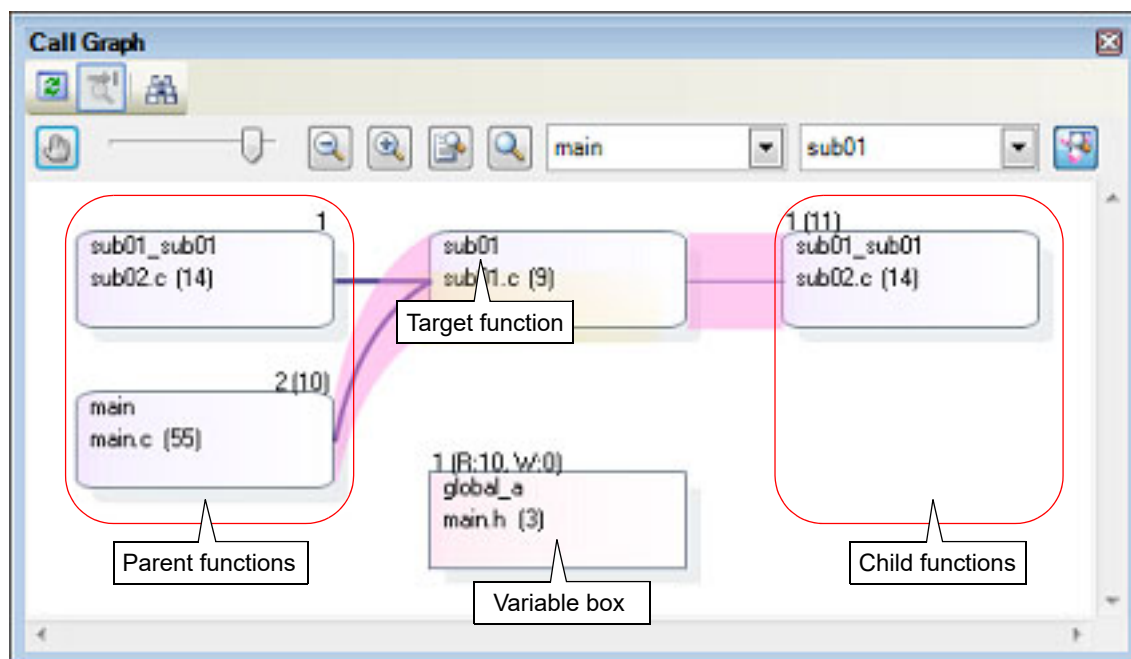 Call Graph
main
sub01
1
sub01_sub01
sub02.c (14)
sub01
sub01.c (9)
1 (11)
sub01_sub01
sub02.c (14)
Target function
2 (10)
main
main.c (55)
1 (R:10, W:0)
global_a
main.h (3)
Parent functions
Variable box
Child functions